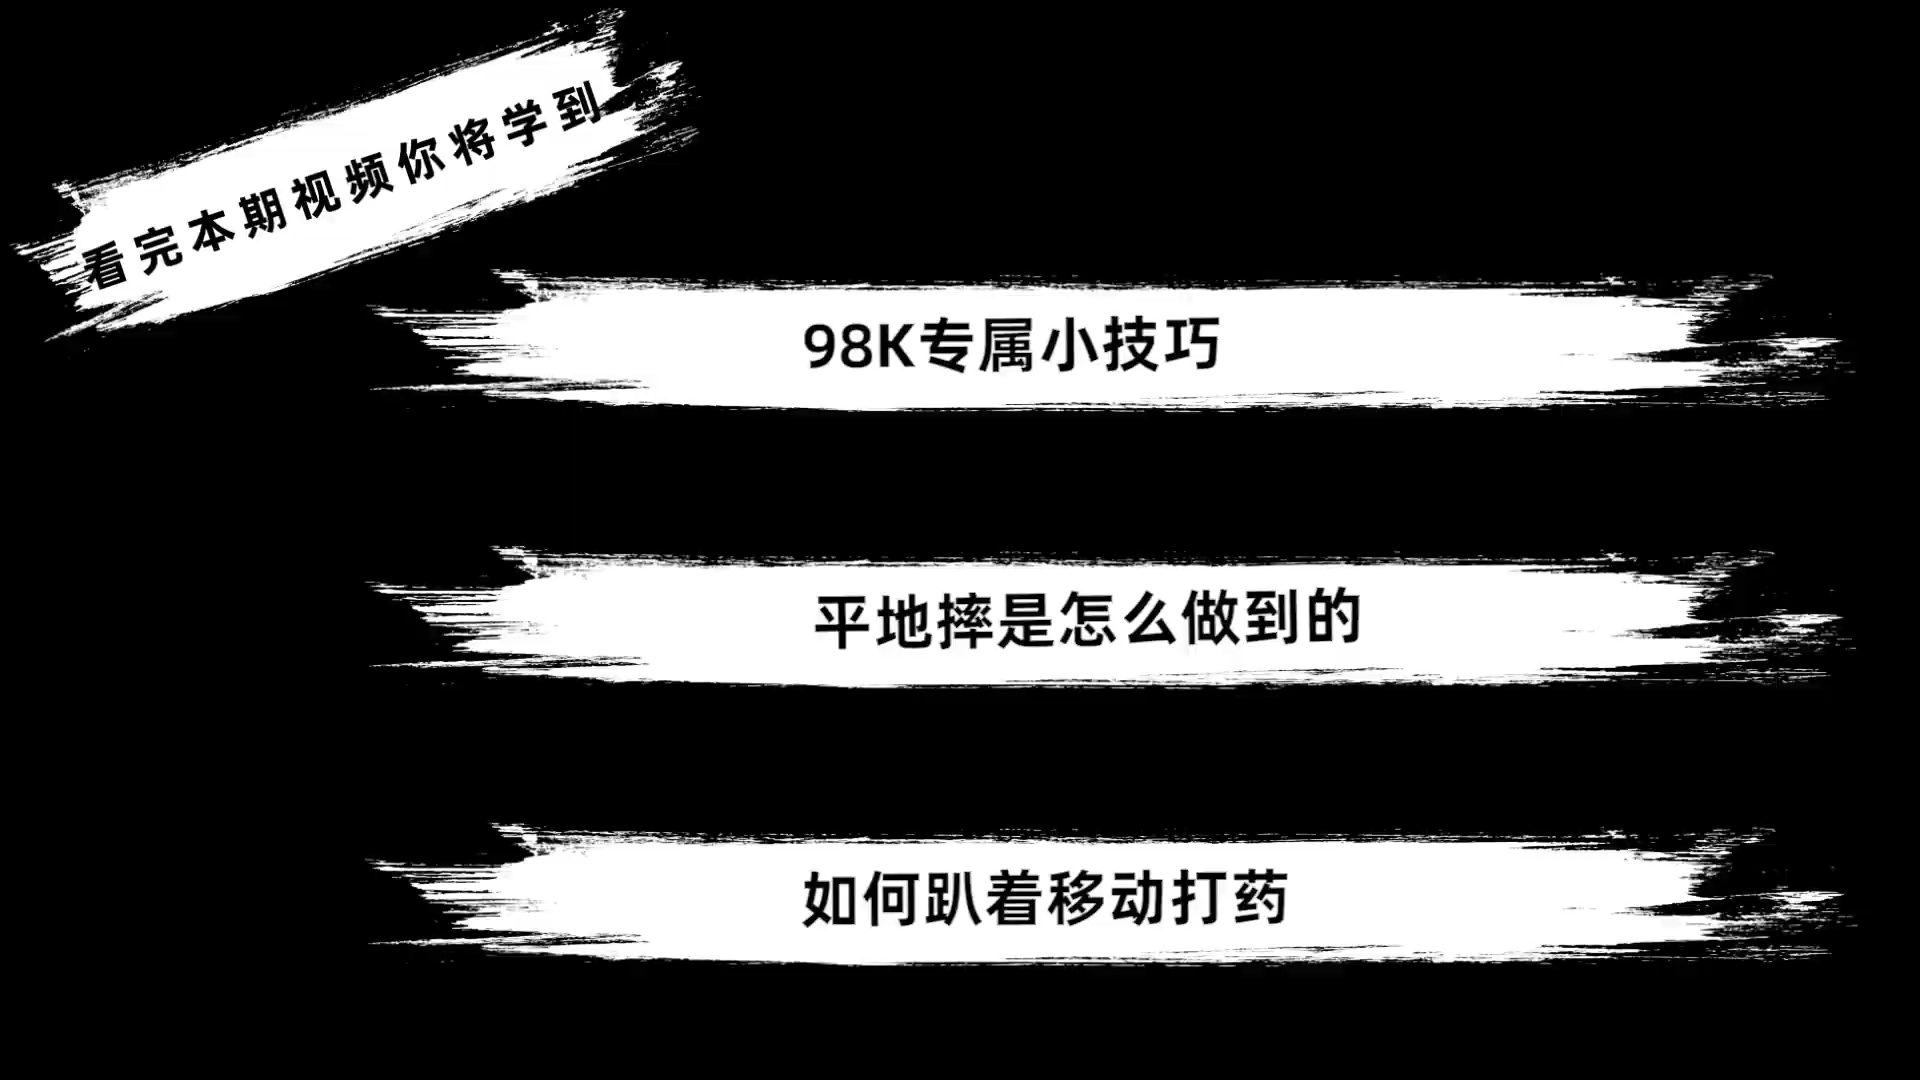 看完本期视频你将学到
98K专属小技巧
平地摔是怎么做到的
如何趴着移动打药